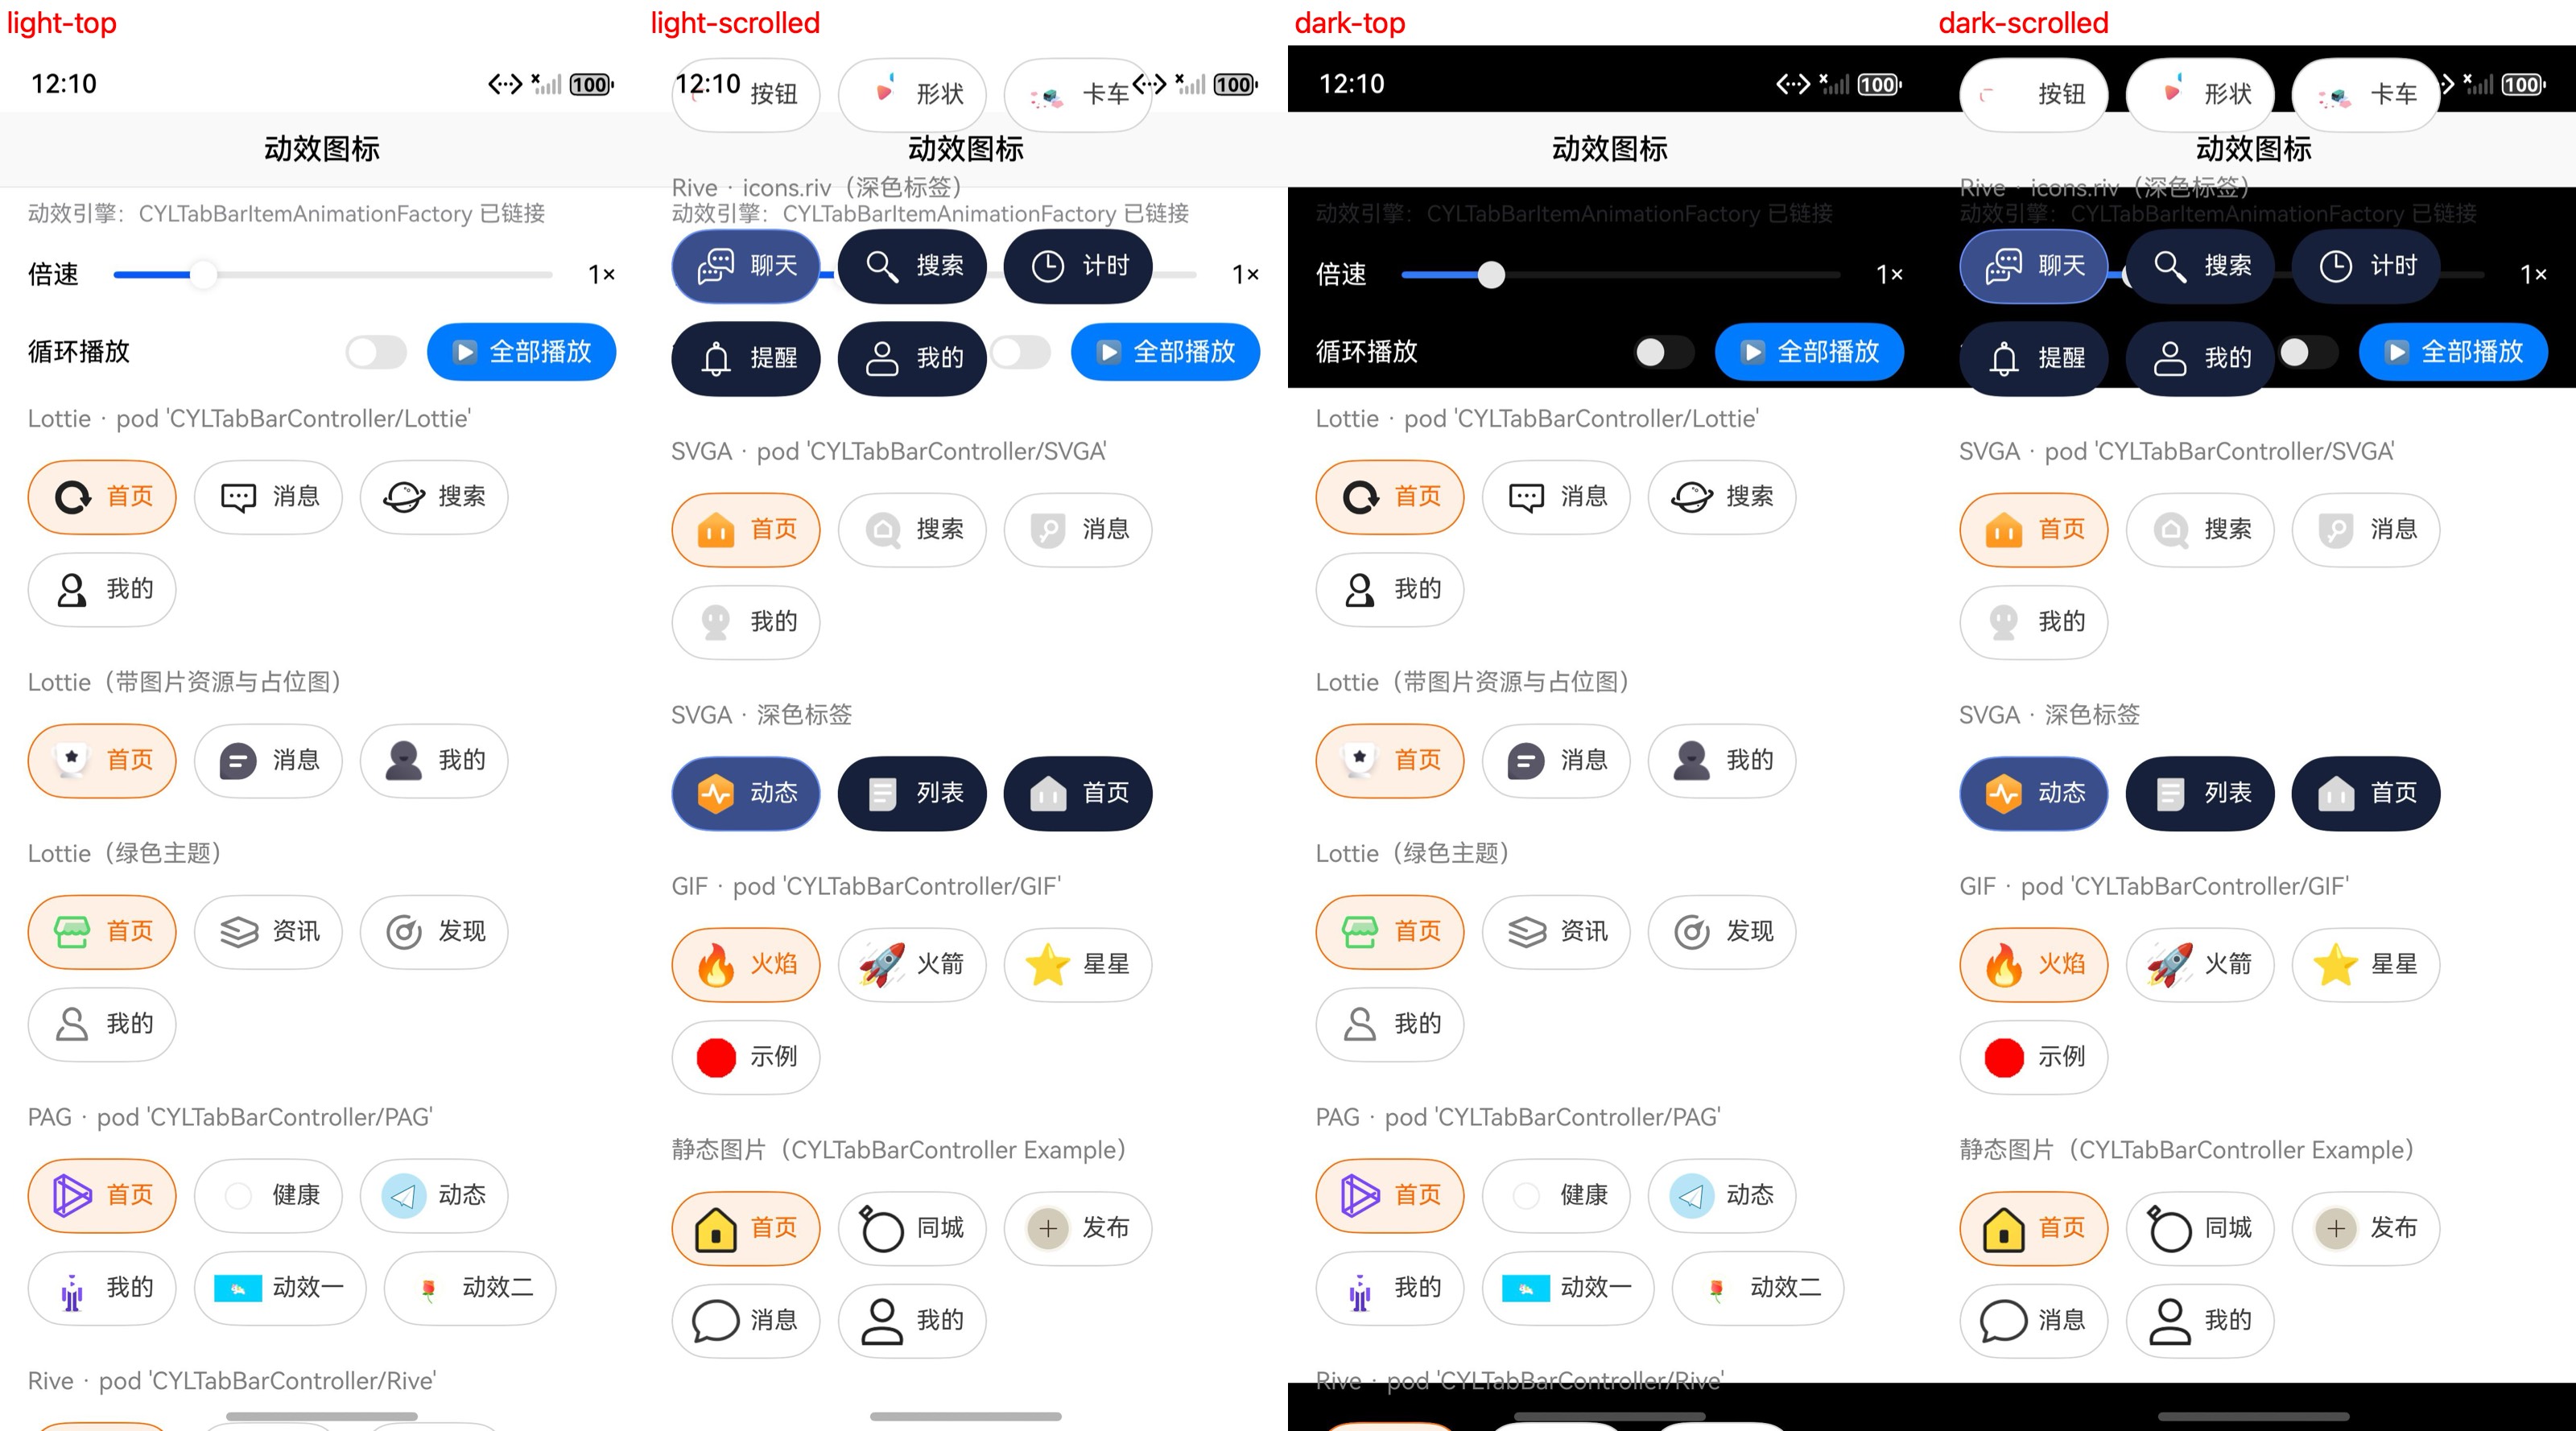 light-top
12:10
100
动效图标
动效引擎：CYLTabBarItemAnimationFactory 已链接
倍速 1×
循环播放 全部播放
Lottie · pod 'CYLTabBarController/Lottie'
首页 消息 搜索
我的
Lottie（带图片资源与占位图）
首页 消息 我的
Lottie（绿色主题）
首页 资讯 发现
我的
PAG · pod 'CYLTabBarController/PAG'
首页 健康 动态
我的 动效一 动效二
Rive · pod 'CYLTabBarController/Rive'
light-scrolled
12:10 按钮 形状 卡车 100
动效图标
Rive · icons.riv（深色标签）
动效引擎：CYLTabBarItemAnimationFactory 已链接
聊天 搜索 计时 1×
提醒 我的 全部播放
SVGA · pod 'CYLTabBarController/SVGA'
首页 搜索 消息
我的
SVGA · 深色标签
动态 列表 首页
GIF · pod 'CYLTabBarController/GIF'
火焰 火箭 星星
示例
静态图片（CYLTabBarController Example）
首页 同城 发布
消息 我的
dark-top
12:10
100
动效图标
动效引擎：CYLTabBarItemAnimationFactory 已链接
倍速 1×
循环播放 全部播放
Lottie · pod 'CYLTabBarController/Lottie'
首页 消息 搜索
我的
Lottie（带图片资源与占位图）
首页 消息 我的
Lottie（绿色主题）
首页 资讯 发现
我的
PAG · pod 'CYLTabBarController/PAG'
首页 健康 动态
我的 动效一 动效二
Rive · pod 'CYLTabBarController/Rive'
dark-scrolled
按钮 形状 卡车 100
动效图标
Rive · icons.riv（深色标签）
动效引擎：CYLTabBarItemAnimationFactory 已链接
聊天 搜索 计时 1×
提醒 我的 全部播放
SVGA · pod 'CYLTabBarController/SVGA'
首页 搜索 消息
我的
SVGA · 深色标签
动态 列表 首页
GIF · pod 'CYLTabBarController/GIF'
火焰 火箭 星星
示例
静态图片（CYLTabBarController Example）
首页 同城 发布
消息 我的